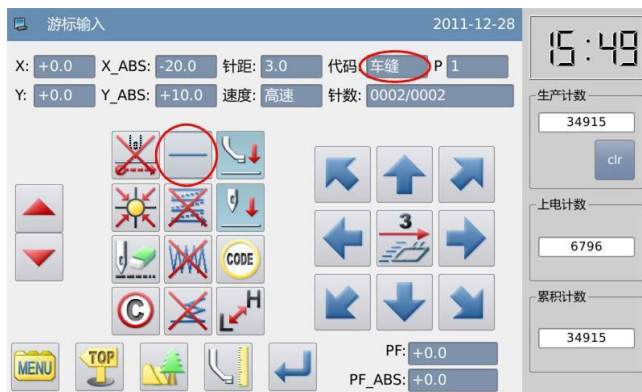 游标输入 2011-12-28
X: +0.0 X_ABS: -20.0 针距: 3.0 代码: 车缝 P 1
Y: +0.0 Y_ABS: +10.0 速度: 高速 针数: 0002/0002
15:49
生产计数
34915
clr
上电计数
6796
累积计数
34915
3
CODE
C
H
L
MENU
TOP
PF: +0.0
PF_ABS: +0.0